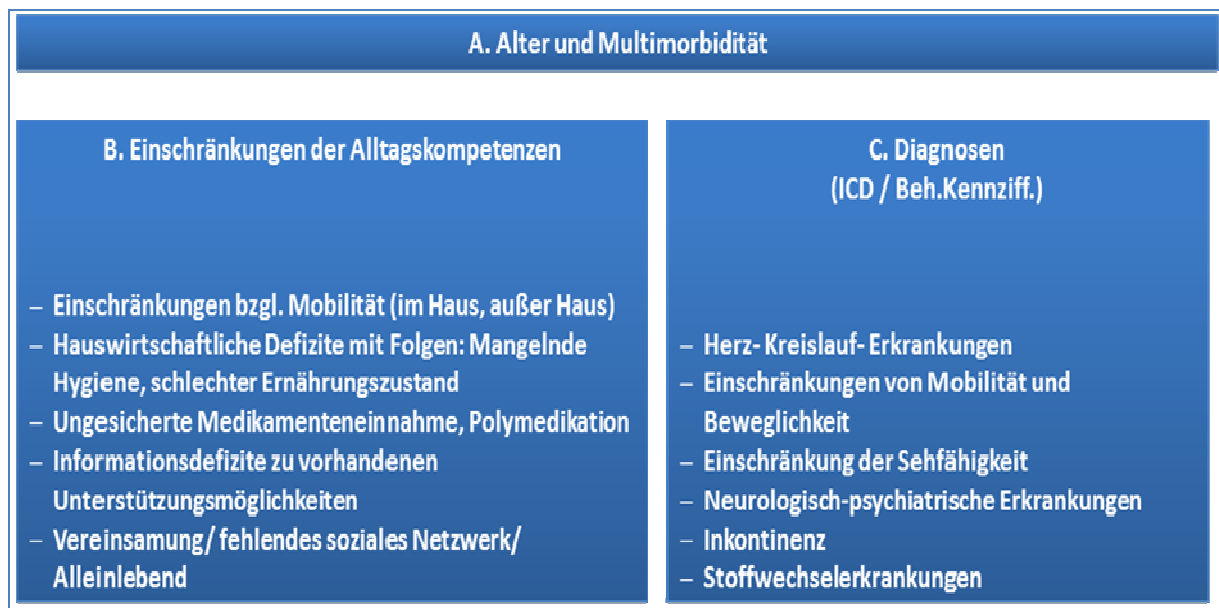 A. Alter und Multimorbidität
B. Einschränkungen der Alltagskompetenzen
– Einschränkungen bzgl. Mobilität (im Haus, außer Haus)
– Hauswirtschaftliche Defizite mit Folgen: Mangelnde
Hygiene, schlechter Ernährungszustand
– Ungesicherte Medikamenteneinnahme, Polymedikation
– Informationsdefizite zu vorhandenen
Unterstützungsmöglichkeiten
– Vereinsamung/ fehlendes soziales Netzwerk/
Alleinlebend
C. Diagnosen
(ICD / Beh.Kennziff.)
– Herz- Kreislauf- Erkrankungen
– Einschränkungen von Mobilität und
Beweglichkeit
– Einschränkung der Sehfähigkeit
– Neurologisch-psychiatrische Erkrankungen
– Inkontinenz
– Stoffwechselerkrankungen